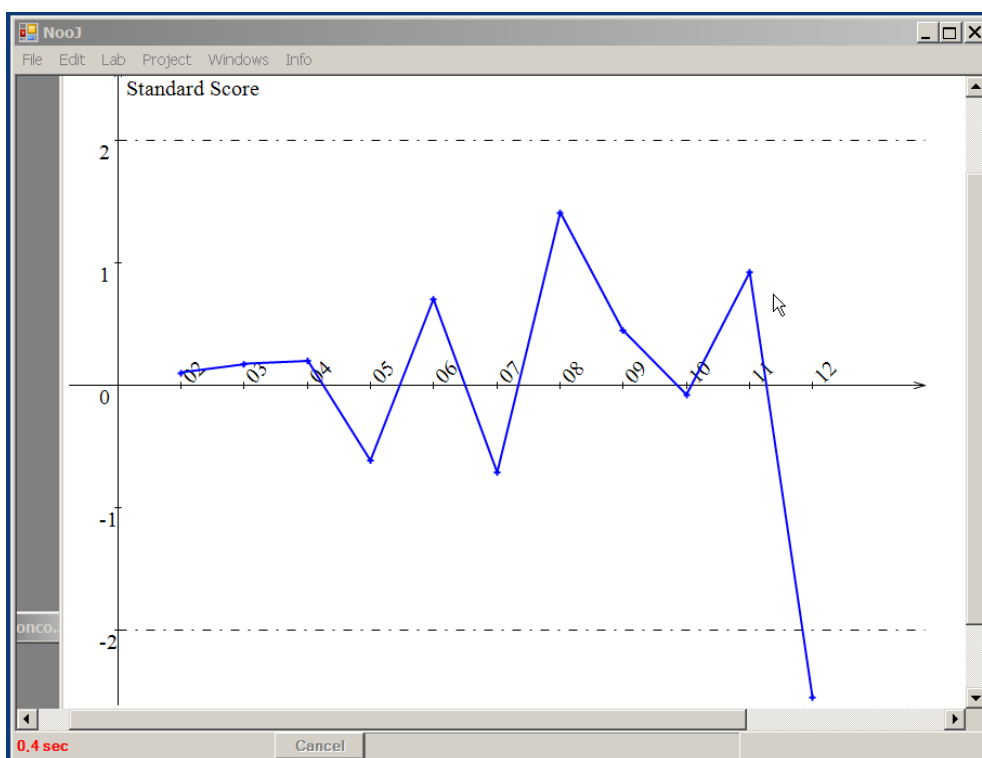 NooJ
File Edit Lab Project Windows Info
Standard Score
2
1
02 03 04 05 06 07 08 09 10 11 12
0
-1
onco..
-2
0.4 sec Cancel